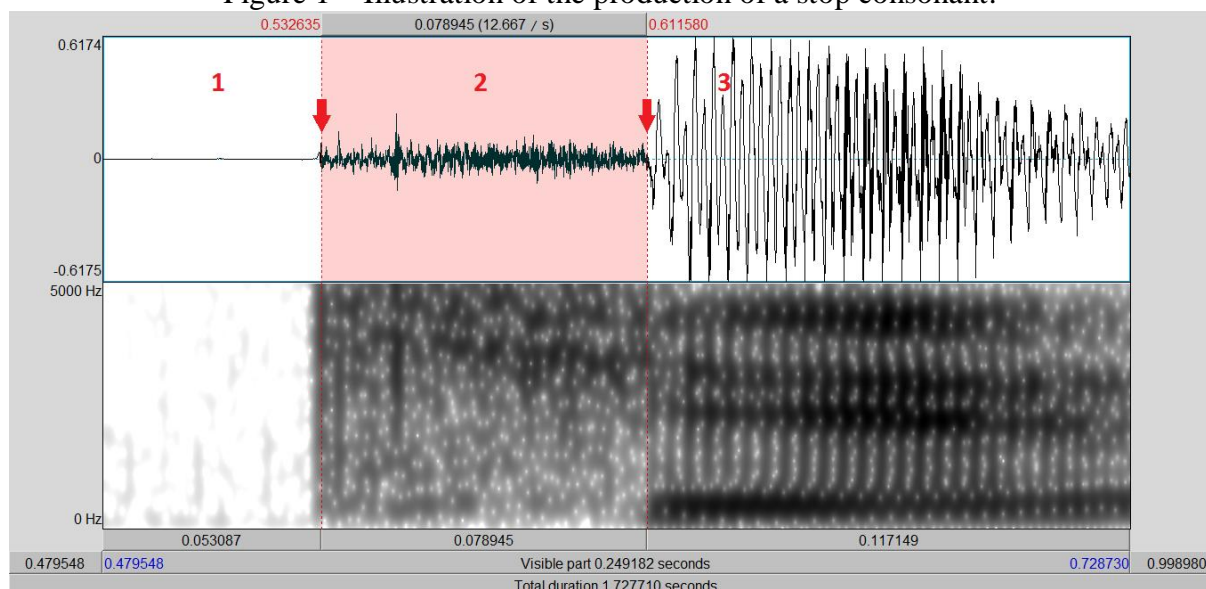 Figure 1 – Illustration of the production of a stop consonant.
0.532635 0.078945 (12.667 / s) 0.611580
0.6174
1 2 3
0
-0.6175
5000 Hz
0 Hz
0.053087 0.078945 0.117149
0.479548 0.479548 Visible part 0.249182 seconds 0.728730 0.998980
Total duration 1.727710 seconds